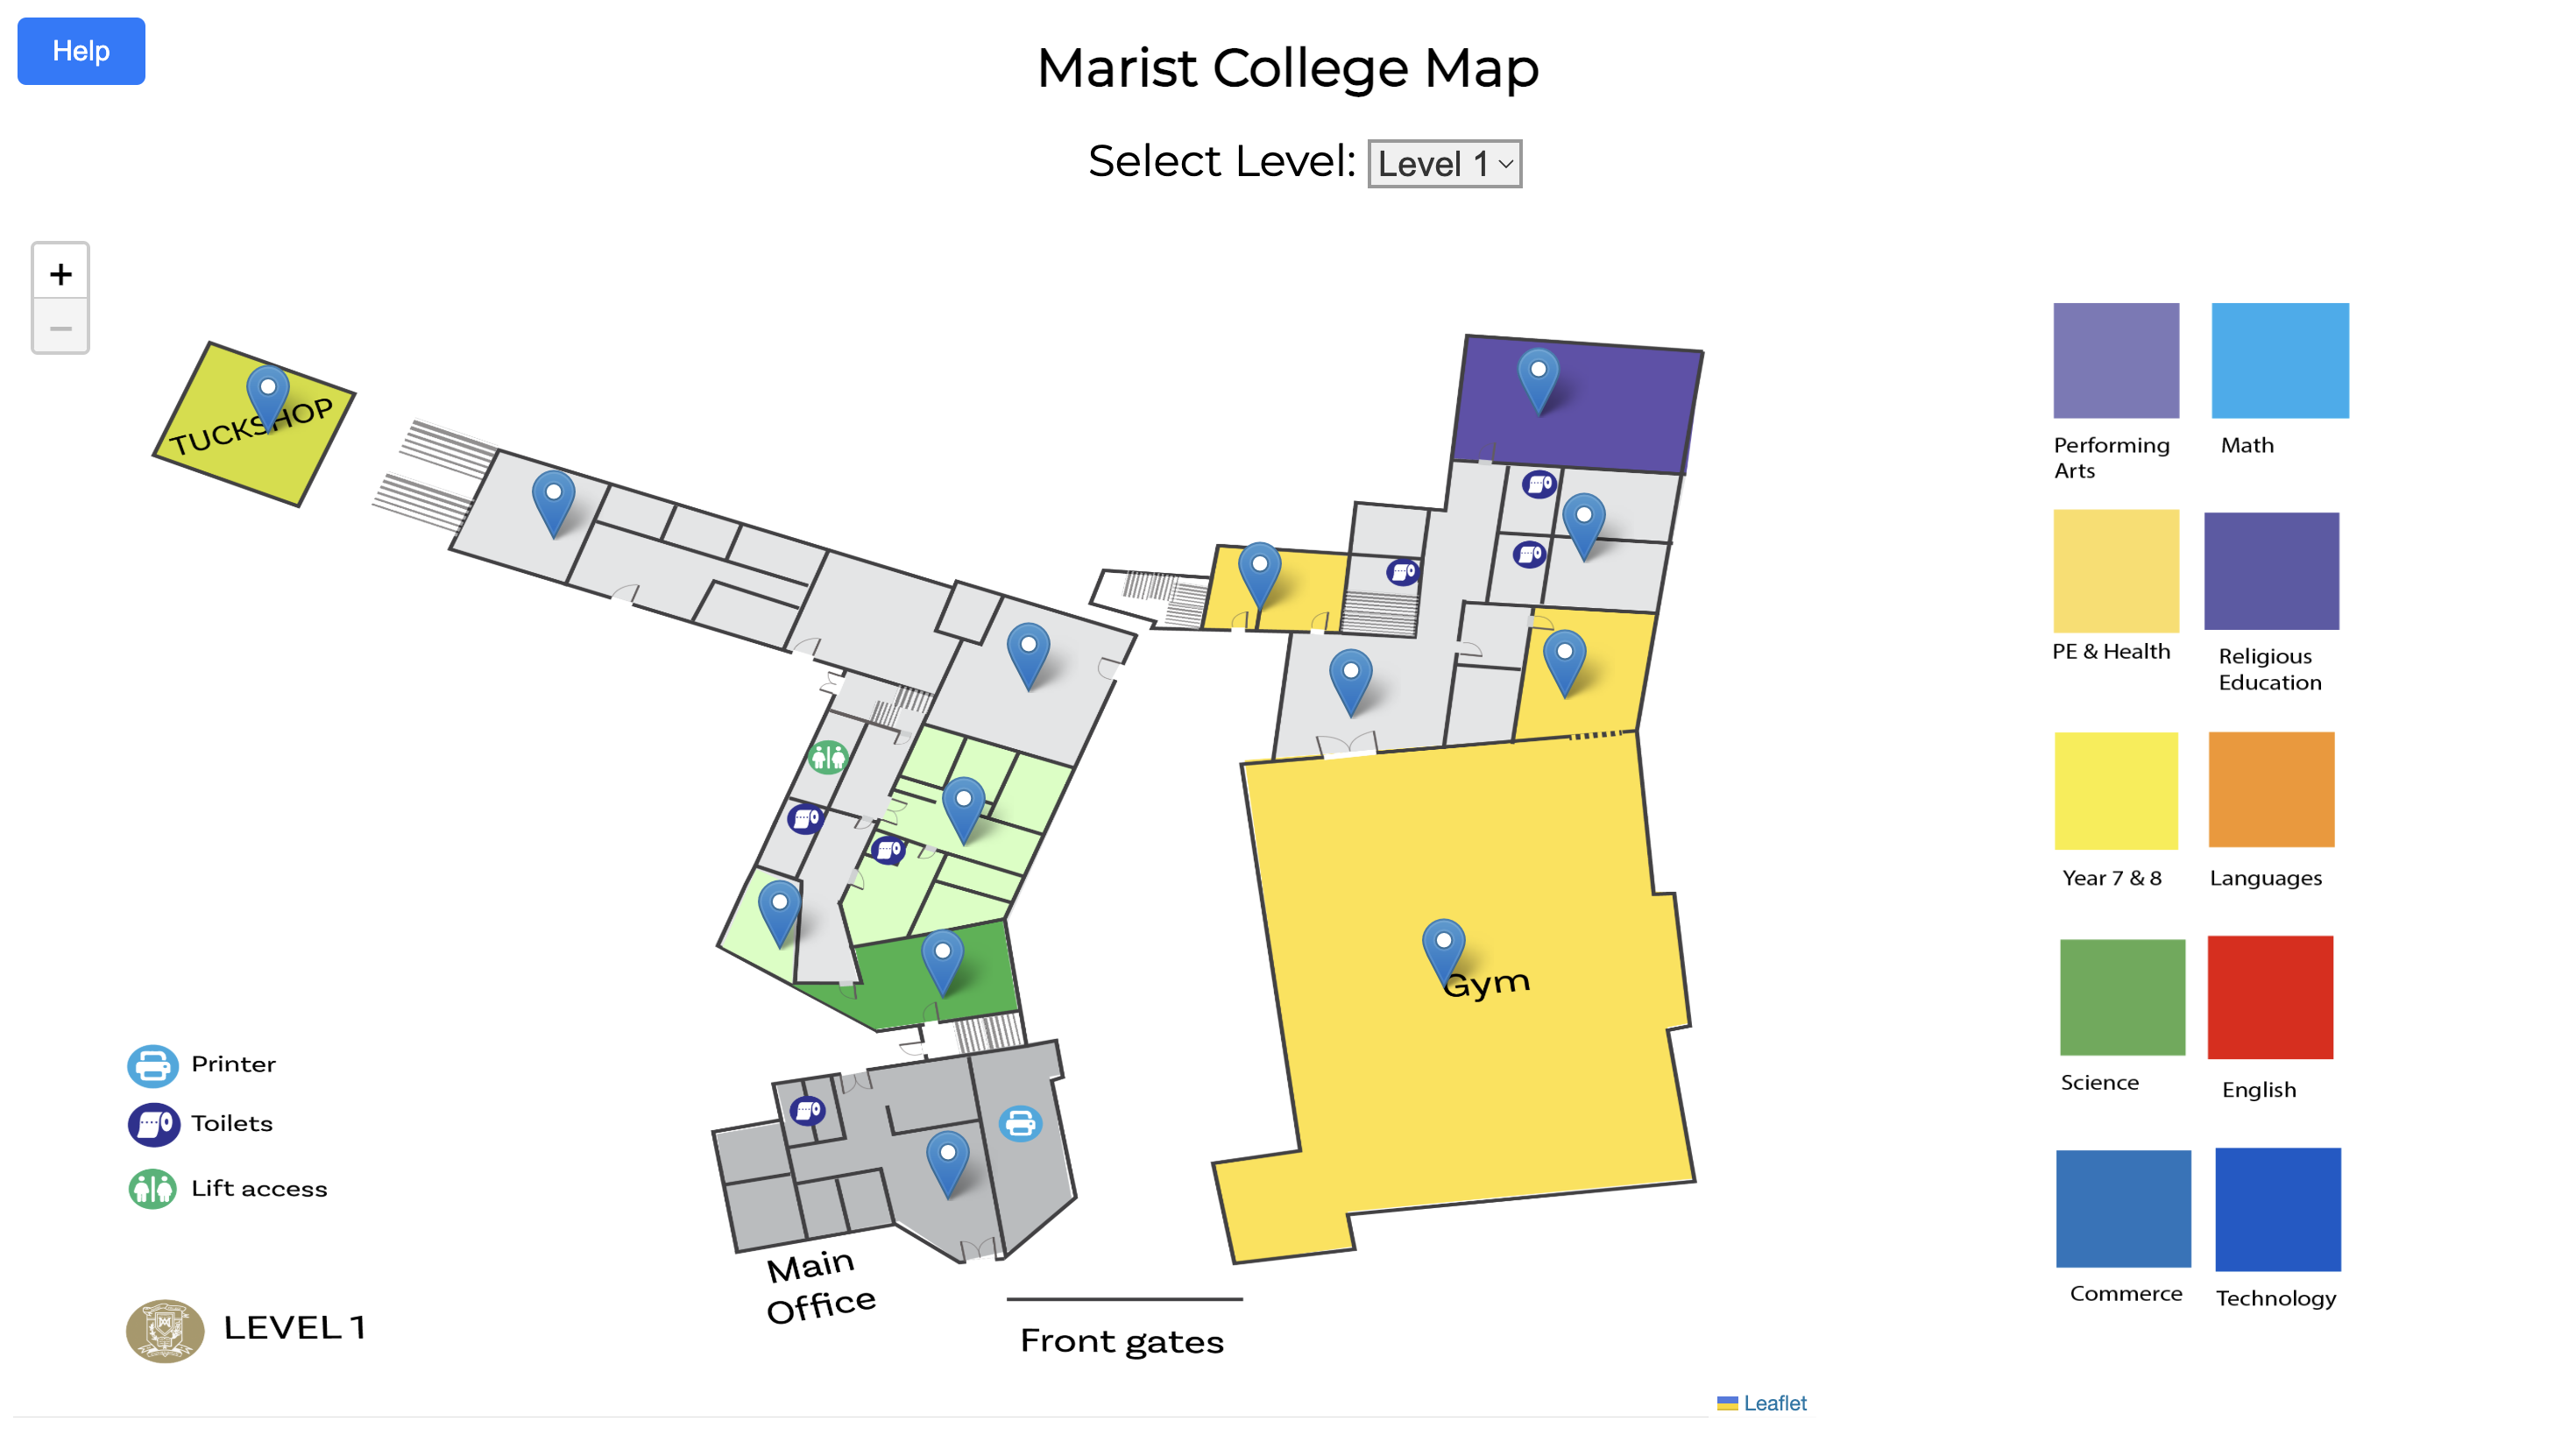 Help
Marist College Map
Select Level: Level 1
+
−
TUCKSHOP
Gym
Main
Office
Front gates
Printer
Toilets
Lift access
LEVEL 1
Performing
Arts
Math
PE & Health
Religious
Education
Year 7 & 8
Languages
Science
English
Commerce
Technology
Leaflet